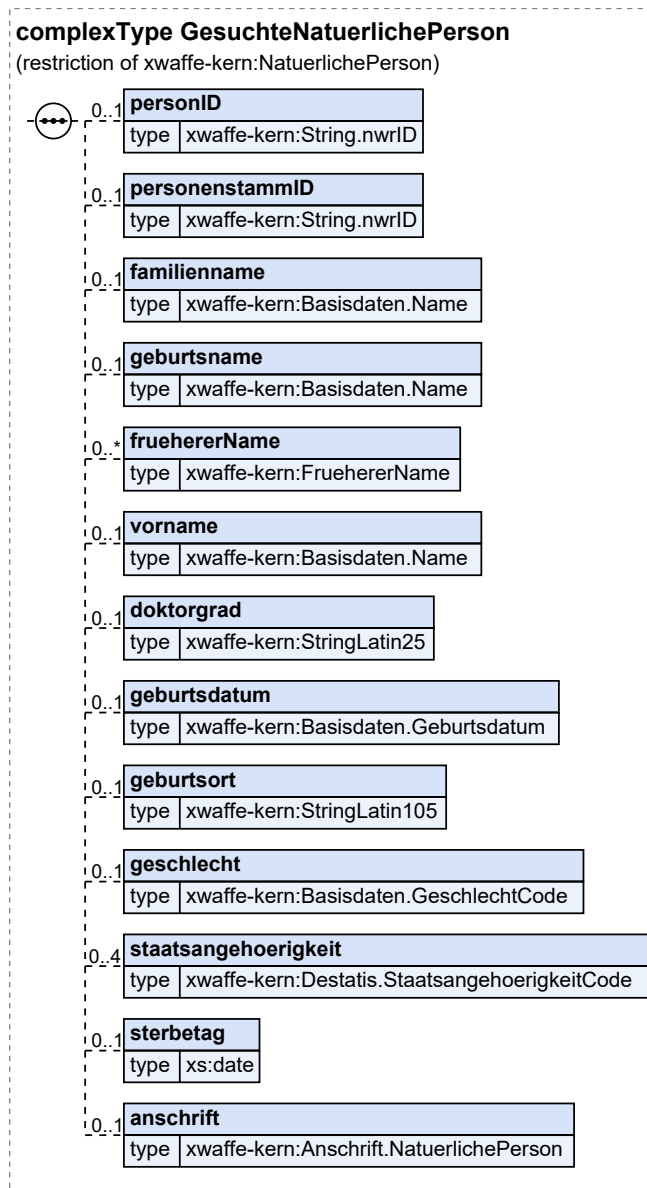 complexType GesuchteNatuerlichePerson
(restriction of xwaffe-kern:NatuerlichePerson)
0..1 personID
type xwaffe-kern:String.nwrID
0..1 personenstammID
type xwaffe-kern:String.nwrID
0..1 familienname
type xwaffe-kern:Basisdaten.Name
0..1 geburtsname
type xwaffe-kern:Basisdaten.Name
0..* fruehererName
type xwaffe-kern:FruehererName
0..1 vorname
type xwaffe-kern:Basisdaten.Name
0..1 doktorgrad
type xwaffe-kern:StringLatin25
0..1 geburtsdatum
type xwaffe-kern:Basisdaten.Geburtsdatum
0..1 geburtsort
type xwaffe-kern:StringLatin105
0..1 geschlecht
type xwaffe-kern:Basisdaten.GeschlechtCode
0..4 staatsangehoerigkeit
type xwaffe-kern:Destatis.StaatsangehoerigkeitCode
0..1 sterbetag
type xs:date
0..1 anschrift
type xwaffe-kern:Anschrift.NatuerlichePerson